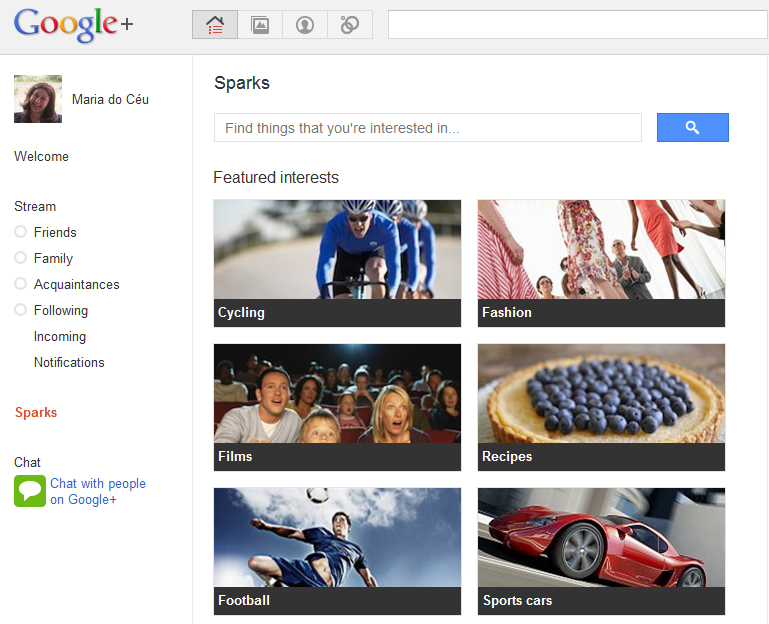 Google+
Maria do Céu
Welcome
Stream
Friends
Family
Acquaintances
Following
Incoming
Notifications
Sparks
Chat
Chat with people
on Google+
Sparks
Find things that you're interested in...
Featured interests
Cycling
Fashion
Films
Recipes
Football
Sports cars